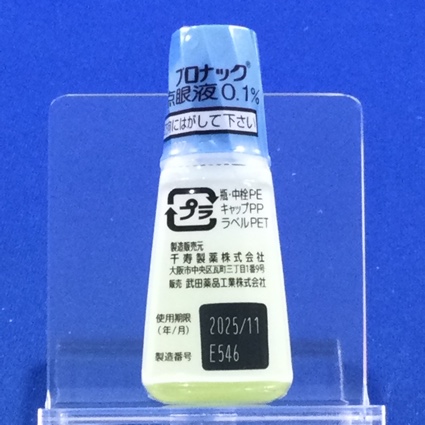 ブロナック®
点眼液0.1%
にはがして下さい
プラ
瓶・中栓PE
キャップPP
ラベルPET
製造販売元
千寿製薬株式会社
大阪市中央区瓦町三丁目1番9号
販売 武田薬品工業株式会社
使用期限
(年/月)
2025/11
製造番号
E546